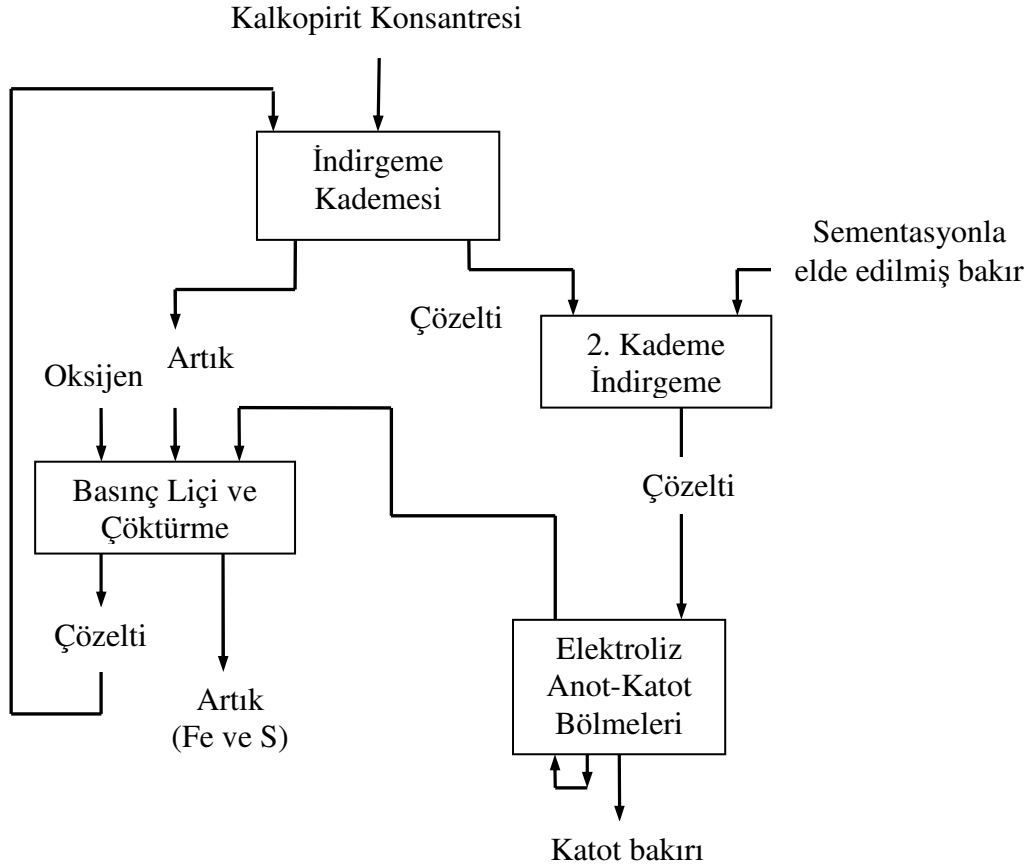 Kalkopirit Konsantresi
İndirgeme
Kademesi
Sementasyonla
elde edilmiş bakır
Çözelti
2. Kademe
İndirgeme
Artık
Oksijen
Basınç Liçi ve
Çöktürme
Çözelti
Çözelti
Artık
(Fe ve S)
Elektroliz
Anot-Katot
Bölmeleri
Katot bakırı